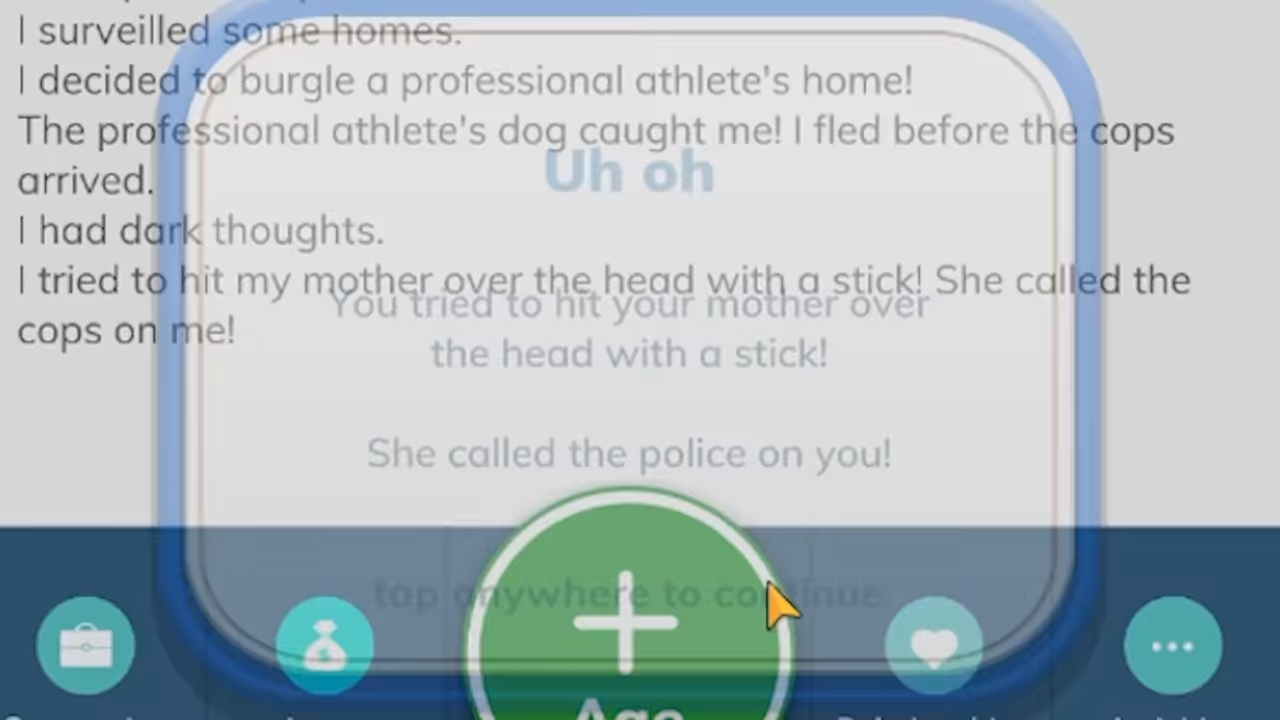 I surveilled some homes.
I decided to burgle a professional athlete's home!
The professional athlete's dog caught me! I fled before the cops
arrived.
Uh oh
I had dark thoughts.
I tried to hit my mother over the head with a stick! She called the
cops on me!
You tried to hit your mother over
the head with a stick!
She called the police on you!
tap anywhere to continue
Age